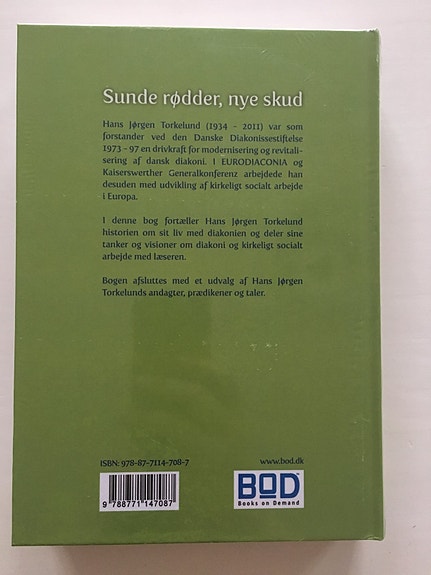 Sunde rødder, nye skud
Hans Jørgen Torkelund (1934 – 2011) var som
forstander ved den Danske Diakonissestiftelse
1973 – 97 en drivkraft for modernisering og revitali-
sering af dansk diakoni. I EURODIACONIA og
Kaiserswerther Generalkonferenz arbejdede han
desuden med udvikling af kirkeligt socialt arbejde
i Europa.
I denne bog fortæller Hans Jørgen Torkelund
historien om sit liv med diakonien og deler sine
tanker og visioner om diakoni og kirkeligt socialt
arbejde med læseren.
Bogen afsluttes med et udvalg af Hans Jørgen
Torkelunds andagter, prædikener og taler.
ISBN: 978-87-7114-708-7
9 788771 147087
www.bod.dk
BOD™
Books on Demand